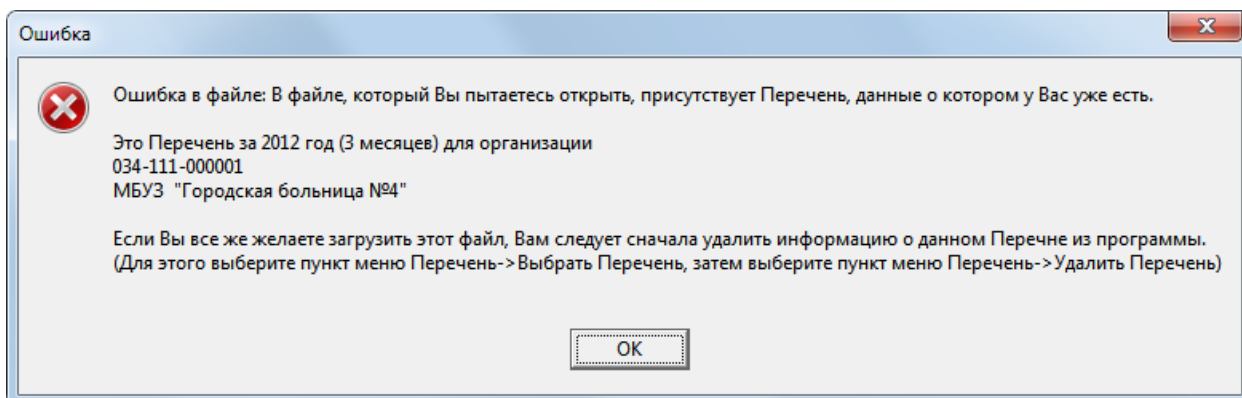 Ошибка
Ошибка в файле: В файле, который Вы пытаетесь открыть, присутствует Перечень, данные о котором у Вас уже есть.
Это Перечень за 2012 год (3 месяцев) для организации
034-111-000001
МБУЗ "Городская больница №4"
Если Вы все же желаете загрузить этот файл, Вам следует сначала удалить информацию о данном Перечне из программы.
(Для этого выберите пункт меню Перечень->Выбрать Перечень, затем выберите пункт меню Перечень->Удалить Перечень)
ОК